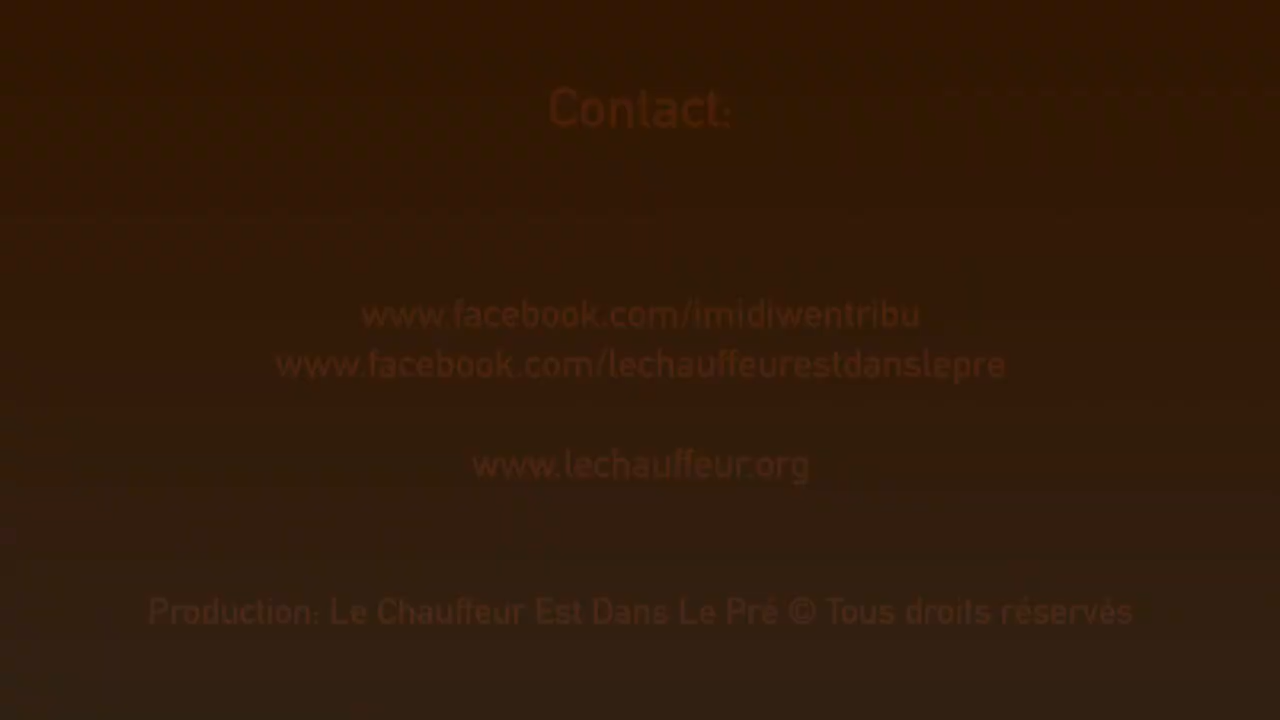 Contact:
www.facebook.com/imidiwentribu
www.facebook.com/lechauffeurestdanslepre
www.lechauffeur.org
Production: Le Chauffeur Est Dans Le Pré © Tous droits réservés